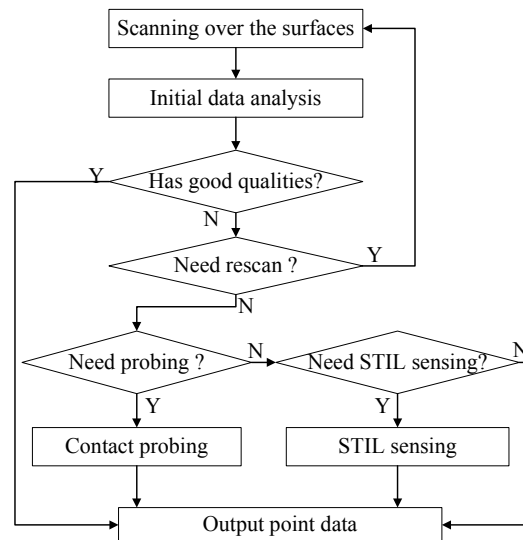 Scanning over the surfaces
Initial data analysis
Y
Has good qualities?
N
Need rescan ?
Y
N
Need probing ?
N
Need STIL sensing?
N
Y
Y
Contact probing
STIL sensing
Output point data